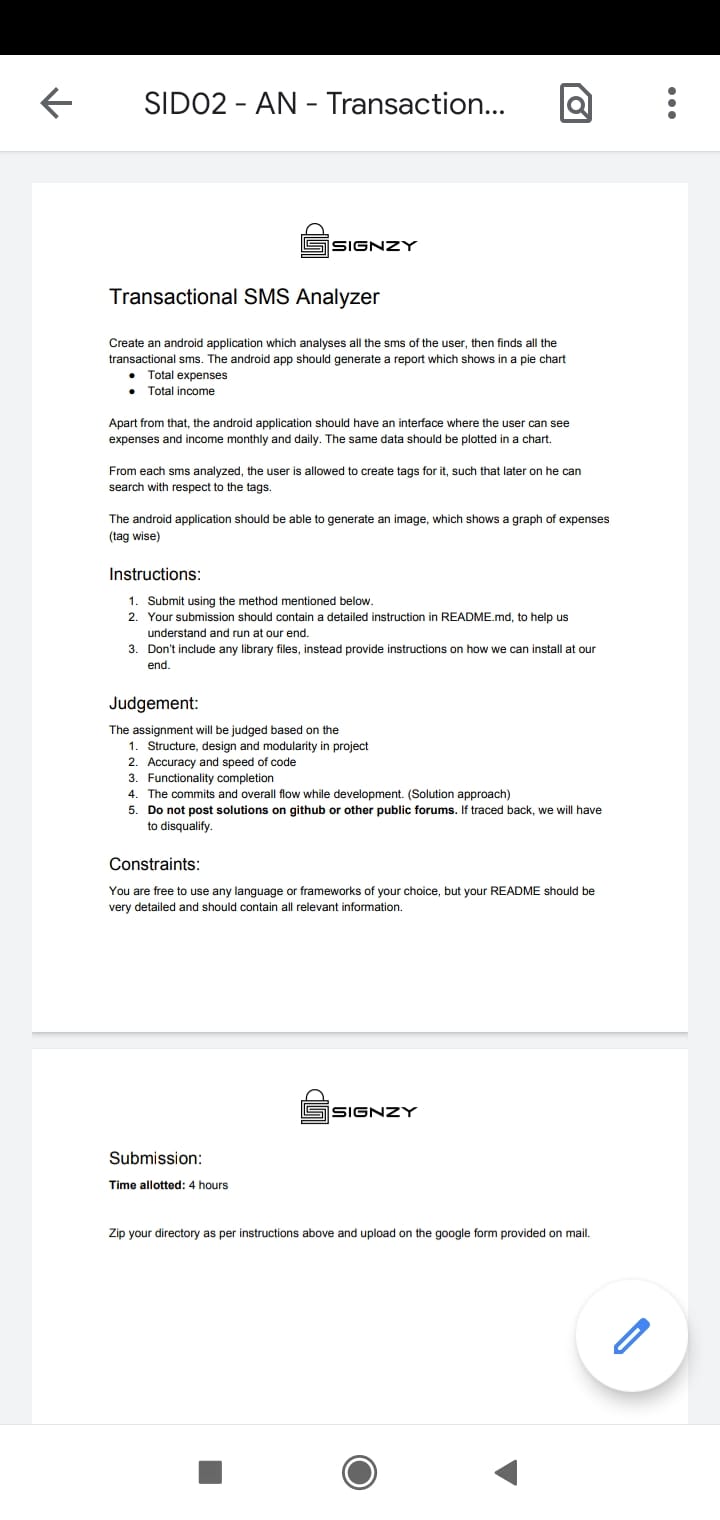 SID02 - AN - Transaction...
SIGNZY
Transactional SMS Analyzer
Create an android application which analyses all the sms of the user, then finds all the
transactional sms. The android app should generate a report which shows in a pie chart
● Total expenses
● Total income
Apart from that, the android application should have an interface where the user can see
expenses and income monthly and daily. The same data should be plotted in a chart.
From each sms analyzed, the user is allowed to create tags for it, such that later on he can
search with respect to the tags.
The android application should be able to generate an image, which shows a graph of expenses
(tag wise)
Instructions:
1. Submit using the method mentioned below.
2. Your submission should contain a detailed instruction in README.md, to help us
understand and run at our end.
3. Don't include any library files, instead provide instructions on how we can install at our
end.
Judgement:
The assignment will be judged based on the
1. Structure, design and modularity in project
2. Accuracy and speed of code
3. Functionality completion
4. The commits and overall flow while development. (Solution approach)
5. Do not post solutions on github or other public forums. If traced back, we will have
to disqualify.
Constraints:
You are free to use any language or frameworks of your choice, but your README should be
very detailed and should contain all relevant information.
SIGNZY
Submission:
Time allotted: 4 hours
Zip your directory as per instructions above and upload on the google form provided on mail.